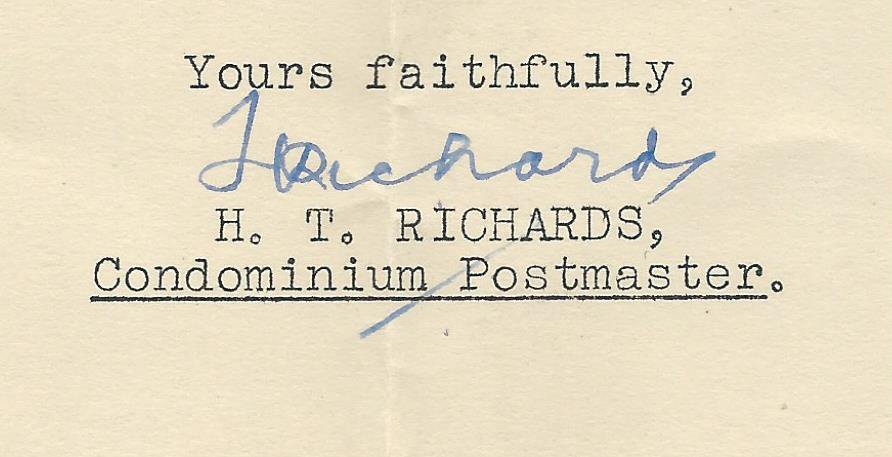 Yours faithfully,
Richards
H. T. RICHARDS,
Condominium Postmaster.